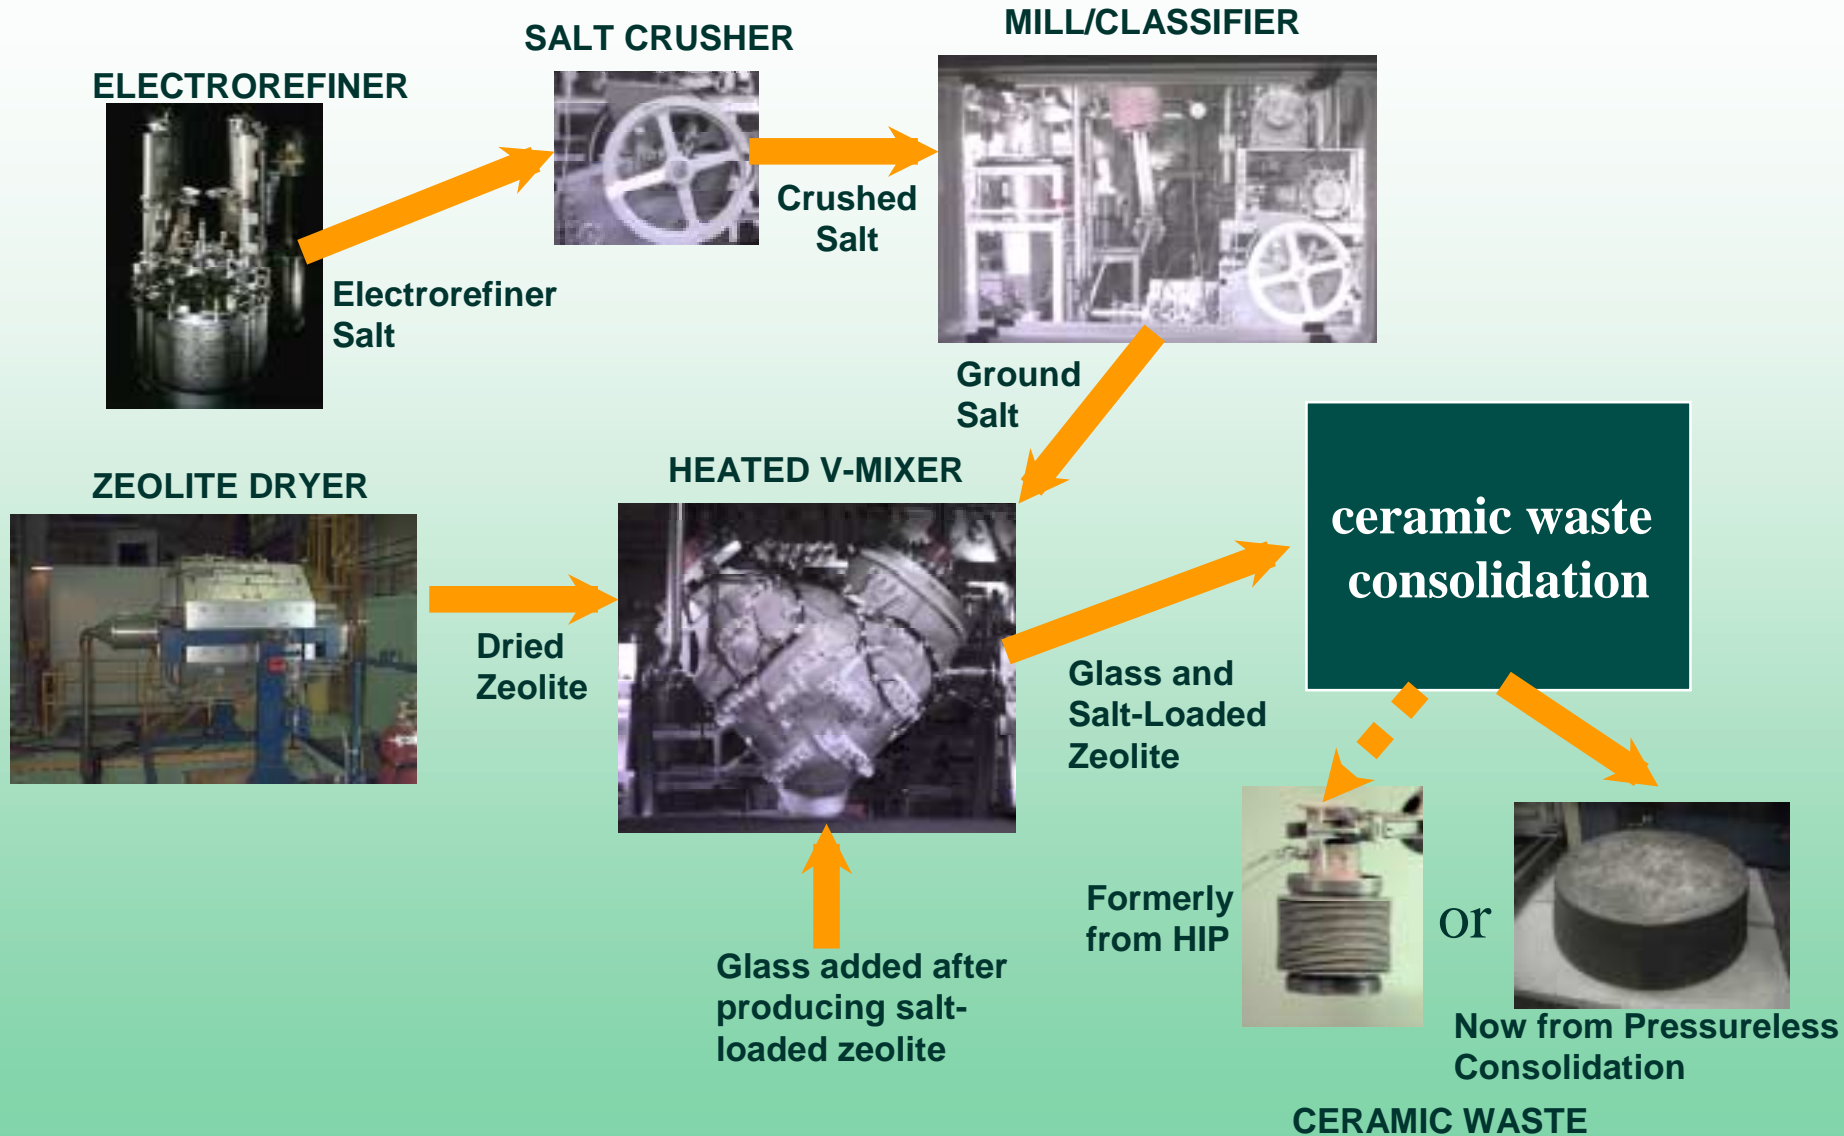 SALT CRUSHER
MILL/CLASSIFIER
ELECTROREFINER
Crushed
Salt
Electrorefiner
Salt
Ground
Salt
ZEOLITE DRYER
HEATED V-MIXER
ceramic waste
consolidation
Dried
Zeolite
Glass and
Salt-Loaded
Zeolite
Formerly
from HIP
or
Glass added after
producing salt-
loaded zeolite
Now from Pressureless
Consolidation
CERAMIC WASTE